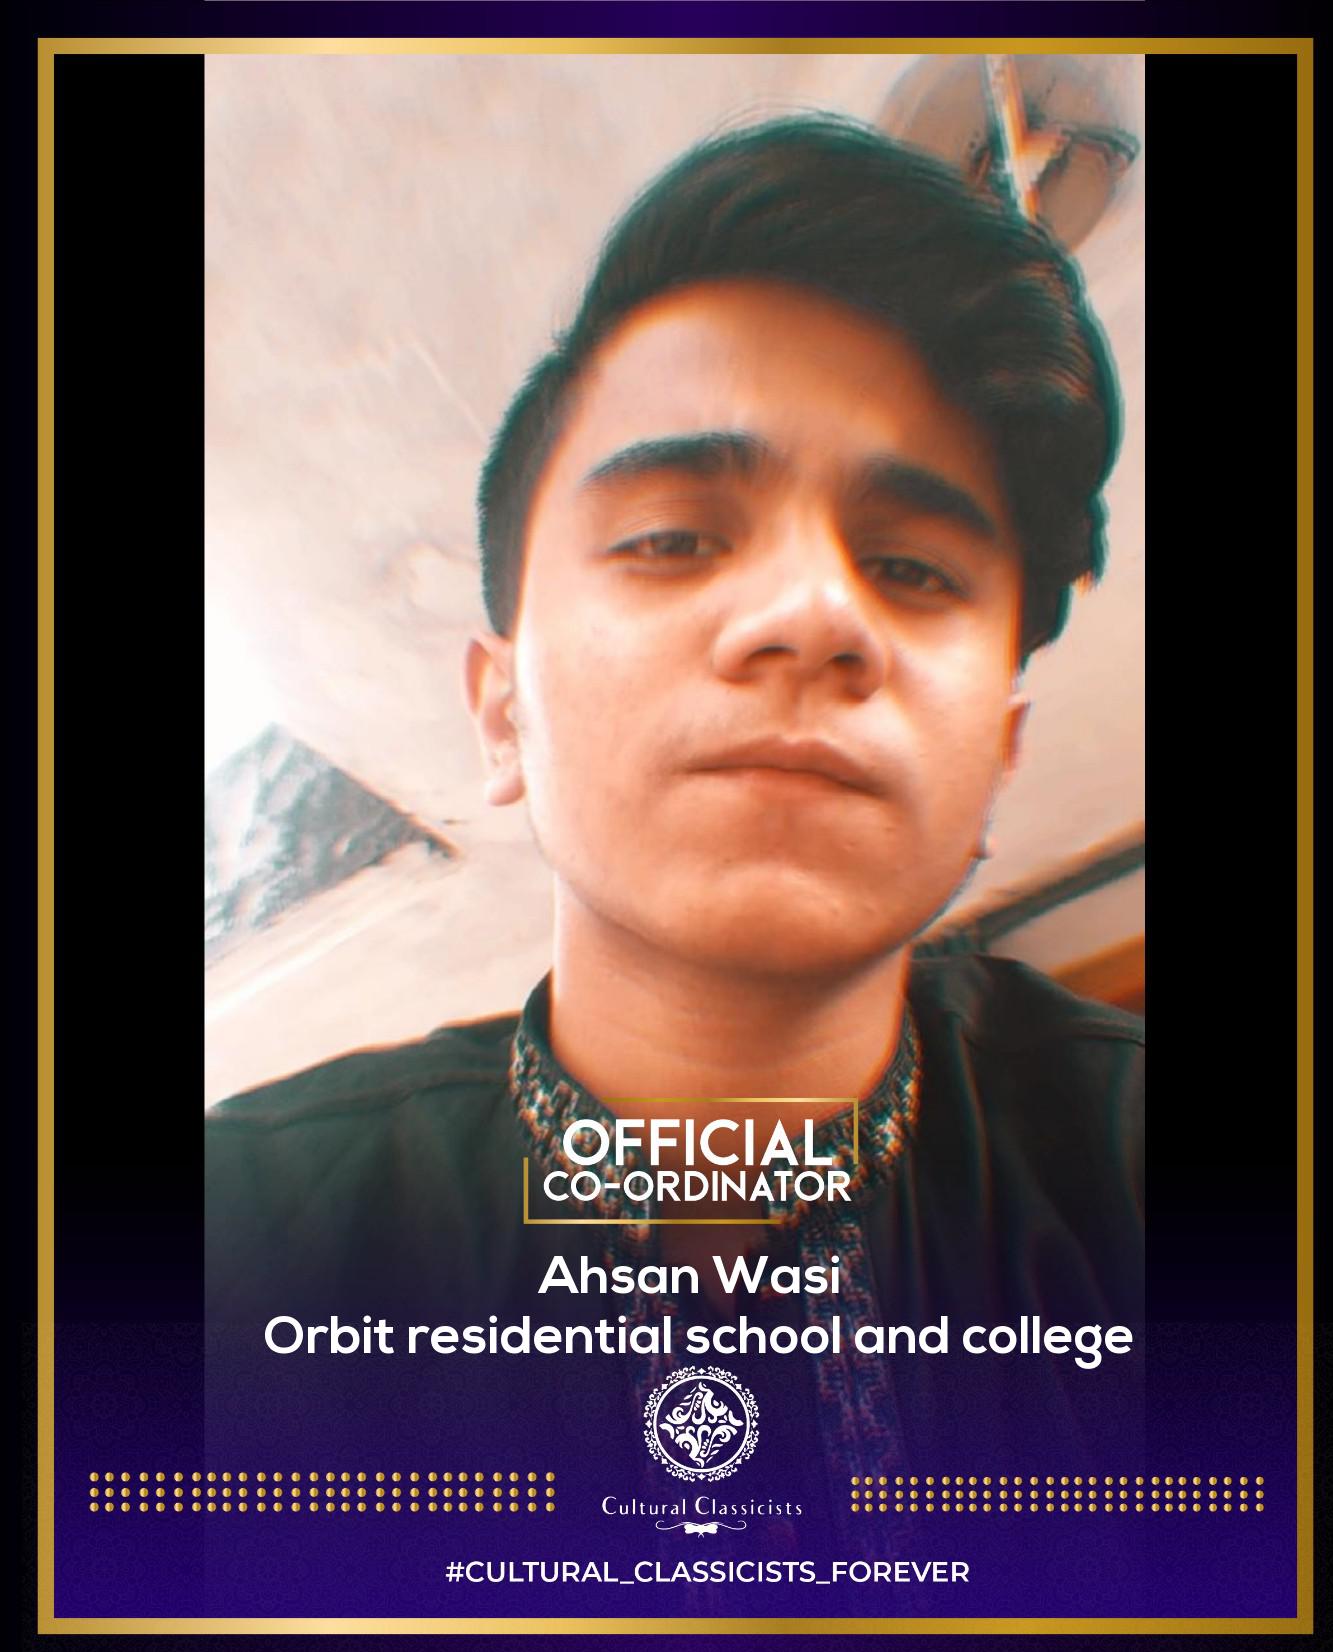 OFFICIAL
CO-ORDINATOR
Ahsan Wasi
Orbit residential school and college
Cultural Classicists
#CULTURAL_CLASSICISTS_FOREVER